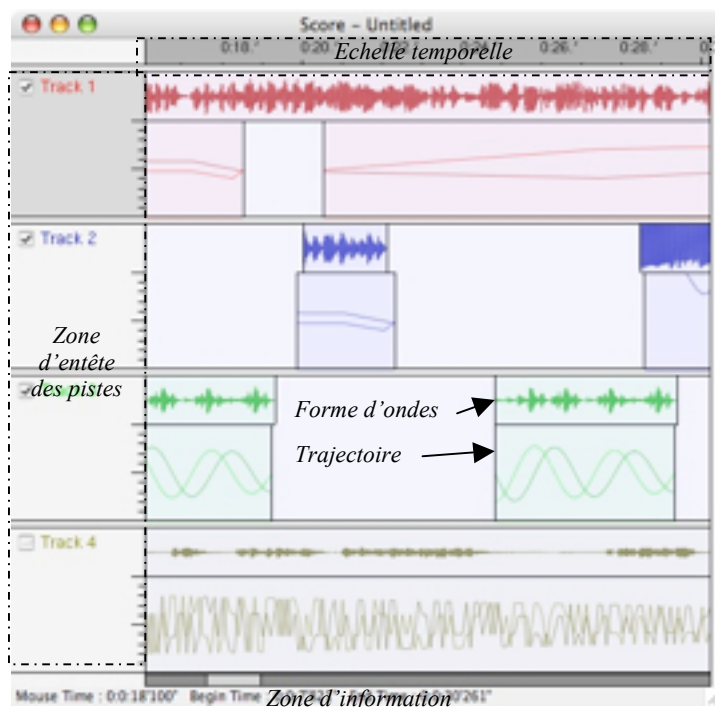 Score – Untitled
0:18.' 0:20 0:26.' 0:28.'
Echelle temporelle
Track 1
Track 2
Zone
d'entête
des pistes
Forme d'ondes
Trajectoire
Track 4
Mouse Time : 0:0:18'100" Begin Time
Zone d'information